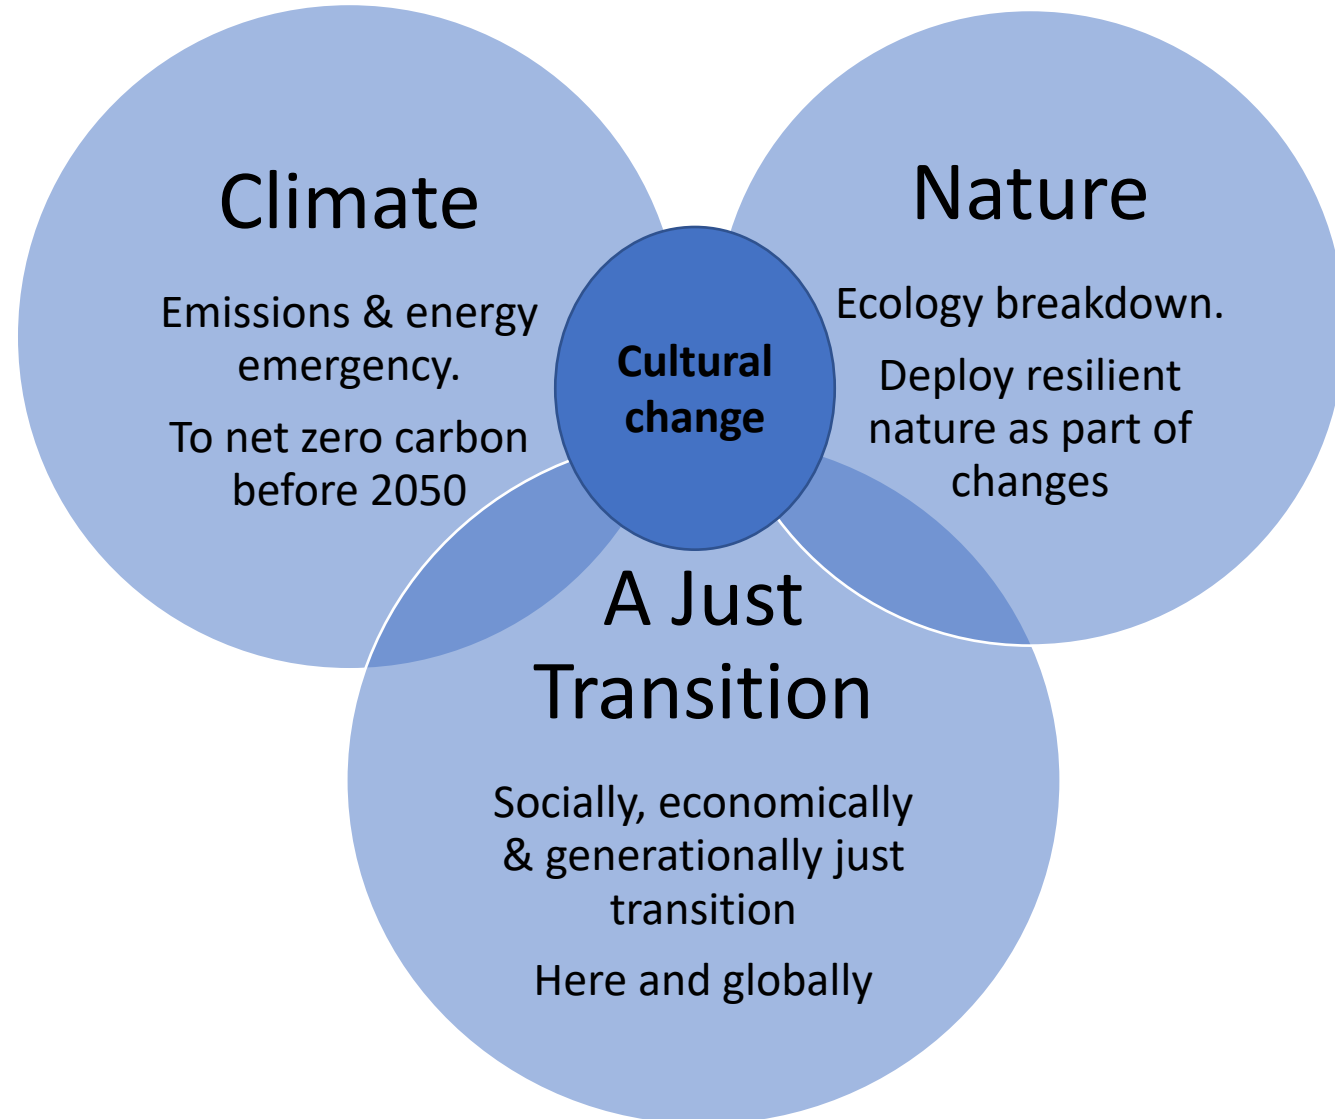 Climate
Emissions & energy
emergency.
To net zero carbon
before 2050
Cultural
change
Nature
Ecology breakdown.
Deploy resilient
nature as part of
changes
A Just
Transition
Socially, economically
& generationally just
transition
Here and globally